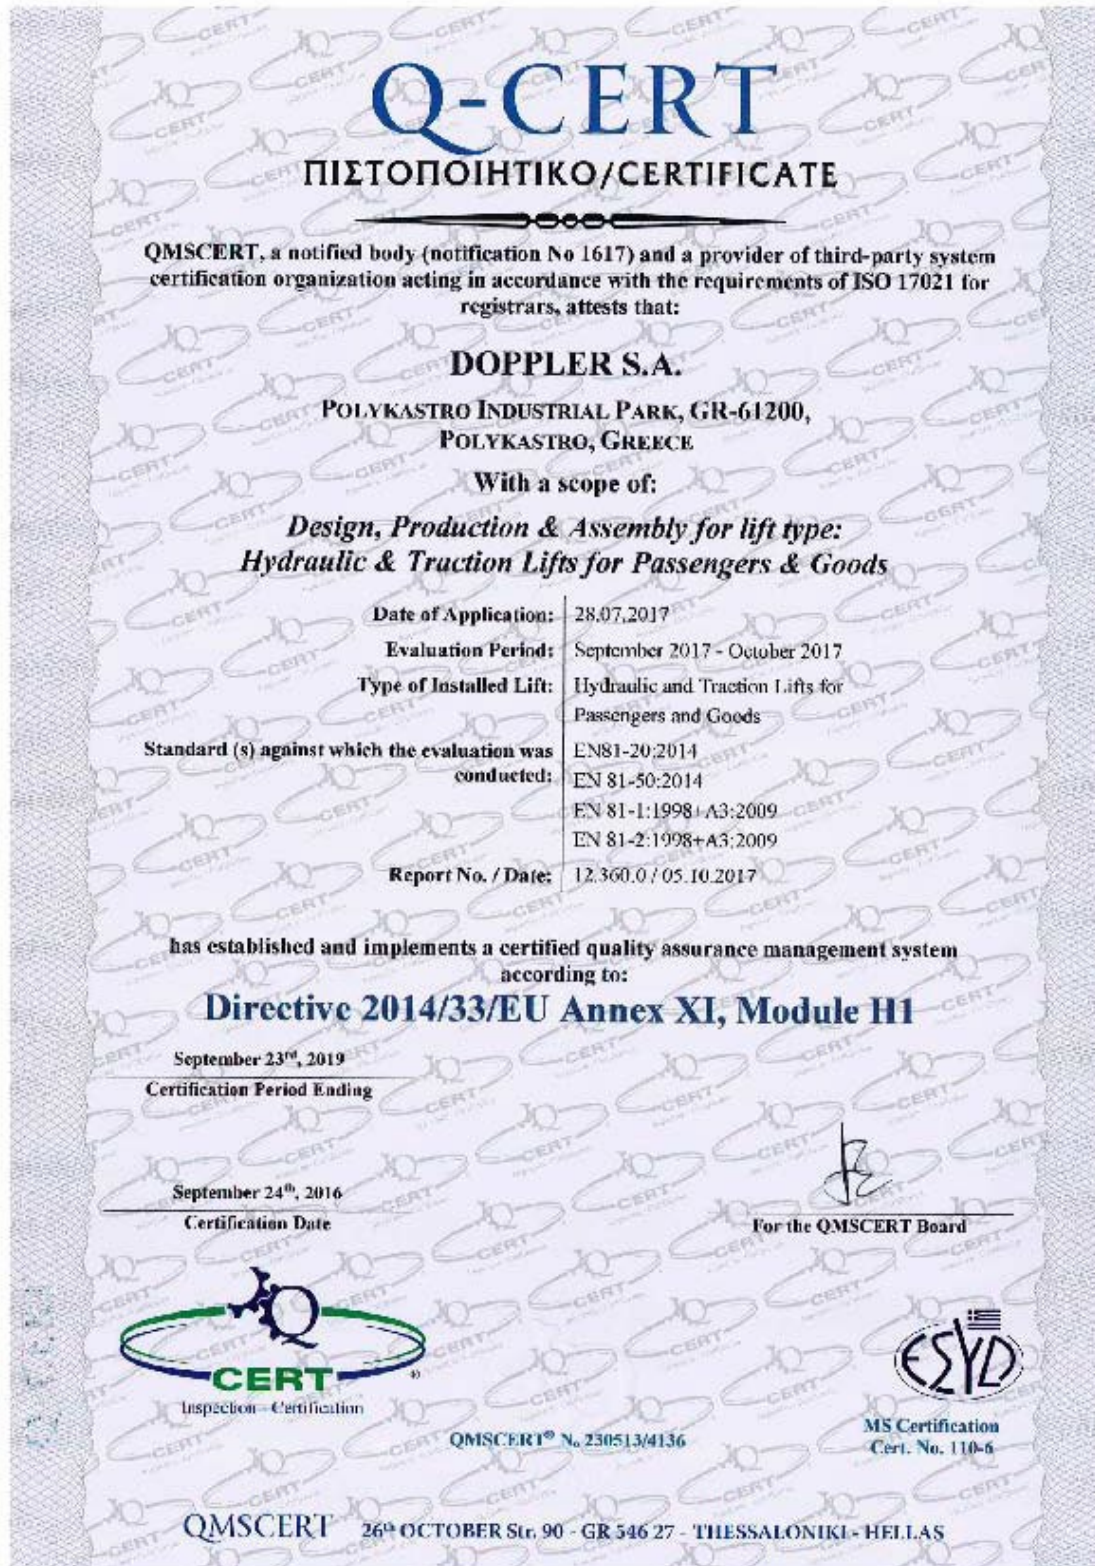 Q-CERT
ΠΙΣΤΟΠΟΙΗΤΙΚΟ/CERTIFICATE
QMSCERT, a notified body (notification No 1617) and a provider of third-party system
certification organization acting in accordance with the requirements of ISO 17021 for
registrars, attests that:
DOPPLER S.A.
POLYKASTRO INDUSTRIAL PARK, GR-61200,
POLYKASTRO, GREECE
With a scope of:
Design, Production & Assembly for lift type:
Hydraulic & Traction Lifts for Passengers & Goods
Date of Application: 28.07.2017
Evaluation Period: September 2017 - October 2017
Type of Installed Lift: Hydraulic and Traction Lifts for
Passengers and Goods
Standard (s) against which the evaluation was EN81-20:2014
conducted: EN 81-50:2014
EN 81-1:1998+A3:2009
EN 81-2:1998+A3:2009
Report No. / Date: 12.360.0 / 05.10.2017
has established and implements a certified quality assurance management system
according to:
Directive 2014/33/EU Annex XI, Module H1
September 23rd, 2019
Certification Period Ending
September 24th, 2016
Certification Date
For the QMSCERT Board
Q
CERT
®
Inspection - Certification
ΕΣΥD
MS Certification
Cert. No. 110-6
QMSCERT® No 230513/4136
QMSCERT 26th OCTOBER Str. 90 - GR 546 27 - THESSALONIKI - HELLAS